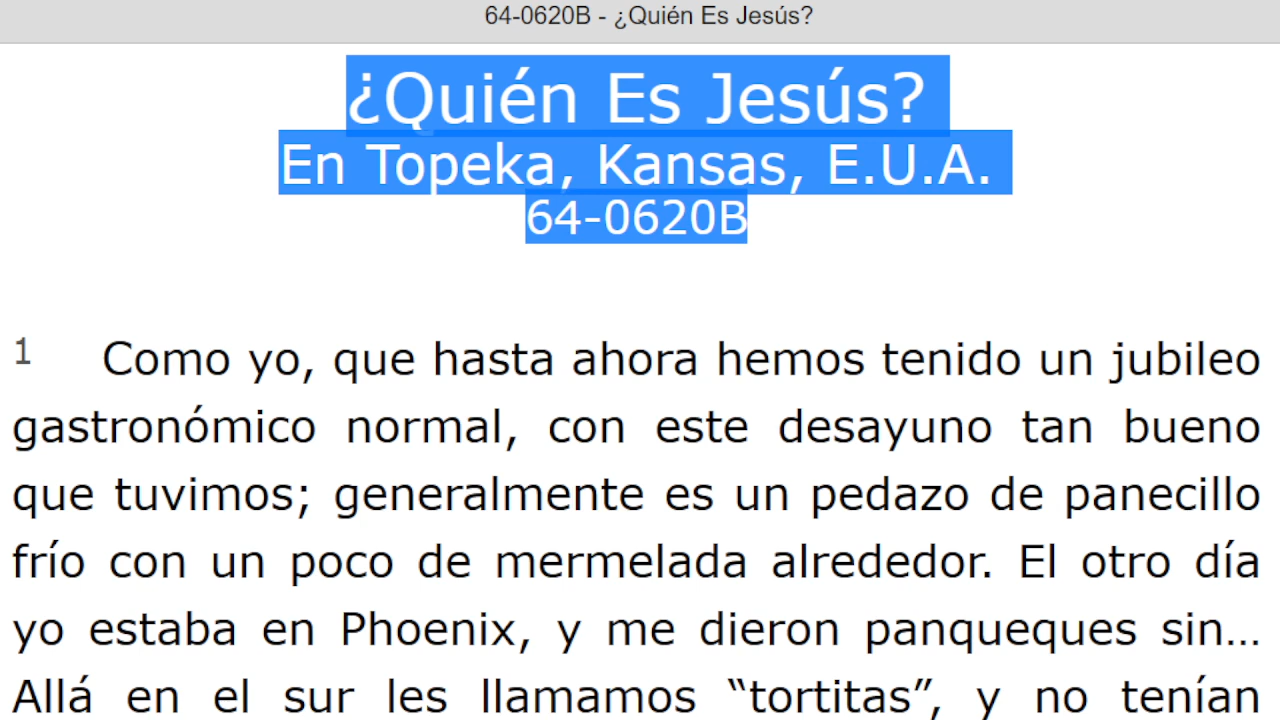 64-0620B - ¿Quién Es Jesús?
¿Quién Es Jesús?
En Topeka, Kansas, E.U.A.
64-0620B
1 Como yo, que hasta ahora hemos tenido un jubileo
gastronómico normal, con este desayuno tan bueno
que tuvimos; generalmente es un pedazo de panecillo
frío con un poco de mermelada alrededor. El otro día
yo estaba en Phoenix, y me dieron panqueques sin…
Allá en el sur les llamamos “tortitas”, y no tenían